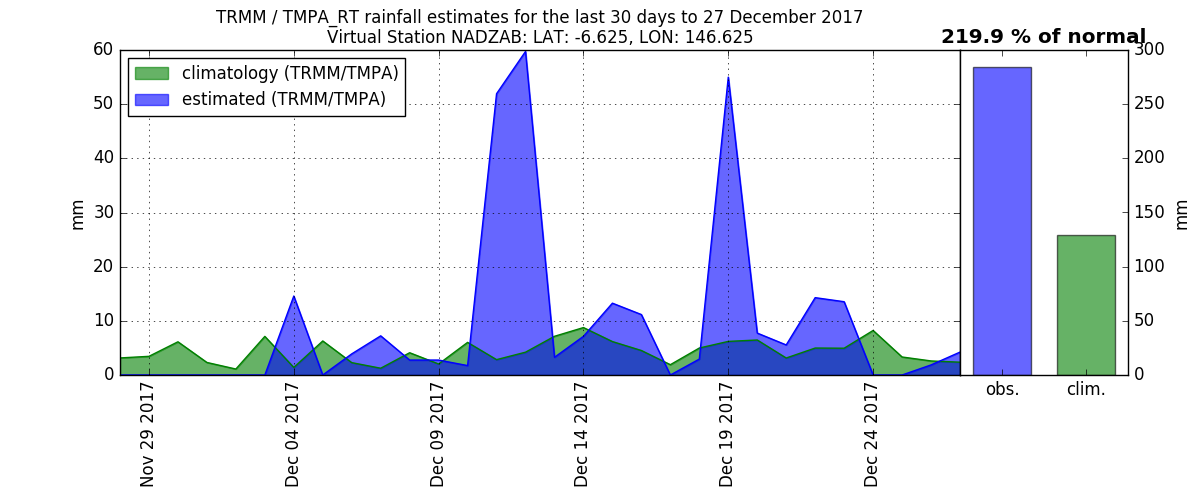 TRMM / TMPA_RT rainfall estimates for the last 30 days to 27 December 2017
Virtual Station NADZAB: LAT: -6.625, LON: 146.625
219.9 % of normal
climatology (TRMM/TMPA)
estimated (TRMM/TMPA)
60
50
40
30
20
10
0
mm
Nov 29 2017
Dec 04 2017
Dec 09 2017
Dec 14 2017
Dec 19 2017
Dec 24 2017
obs.
clim.
300
250
200
150
100
50
0
mm